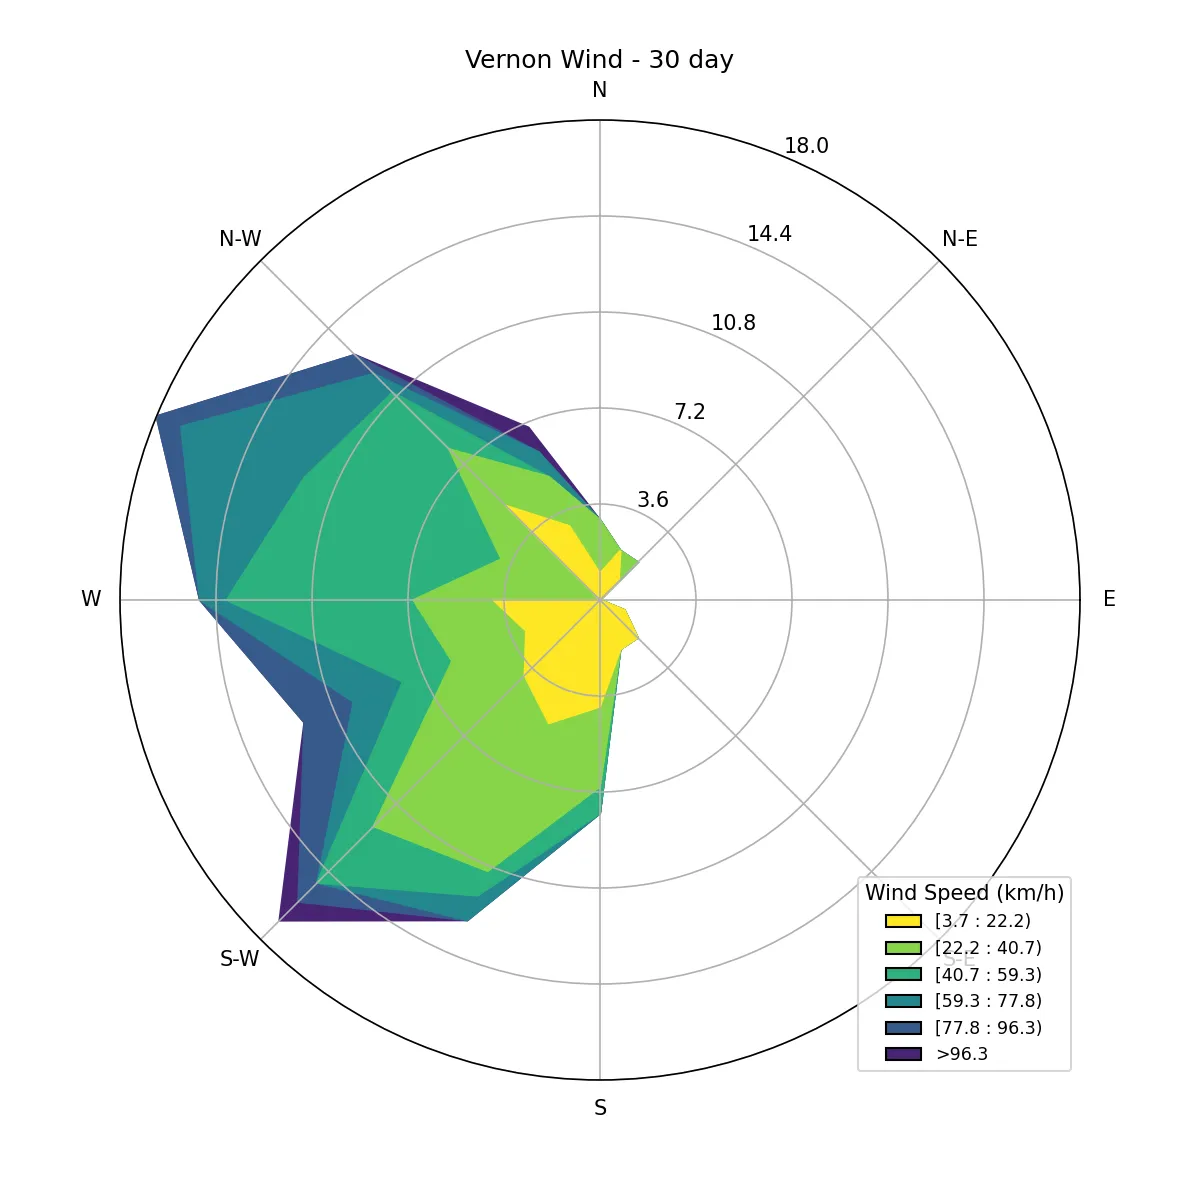 Vernon Wind - 30 day
N
18.0
14.4
N-W
N-E
10.8
7.2
3.6
W
E
Wind Speed (km/h)
[3.7 : 22.2)
[22.2 : 40.7)
S-W
S-E
[40.7 : 59.3)
[59.3 : 77.8)
[77.8 : 96.3)
>96.3
S